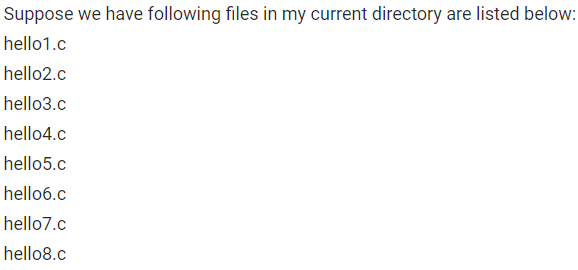 Suppose we have following files in my current directory are listed below:
hello1.c
hello2.c
hello3.c
hello4.c
hello5.c
hello6.c
hello7.c
hello8.c